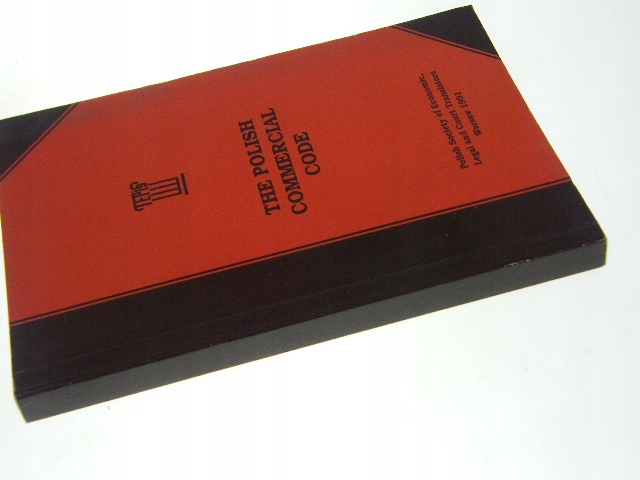 TEPIS
THE POLISH
COMMERCIAL
CODE
Polish Society of Economic,
Legal and Court Translators
Warsaw 1991